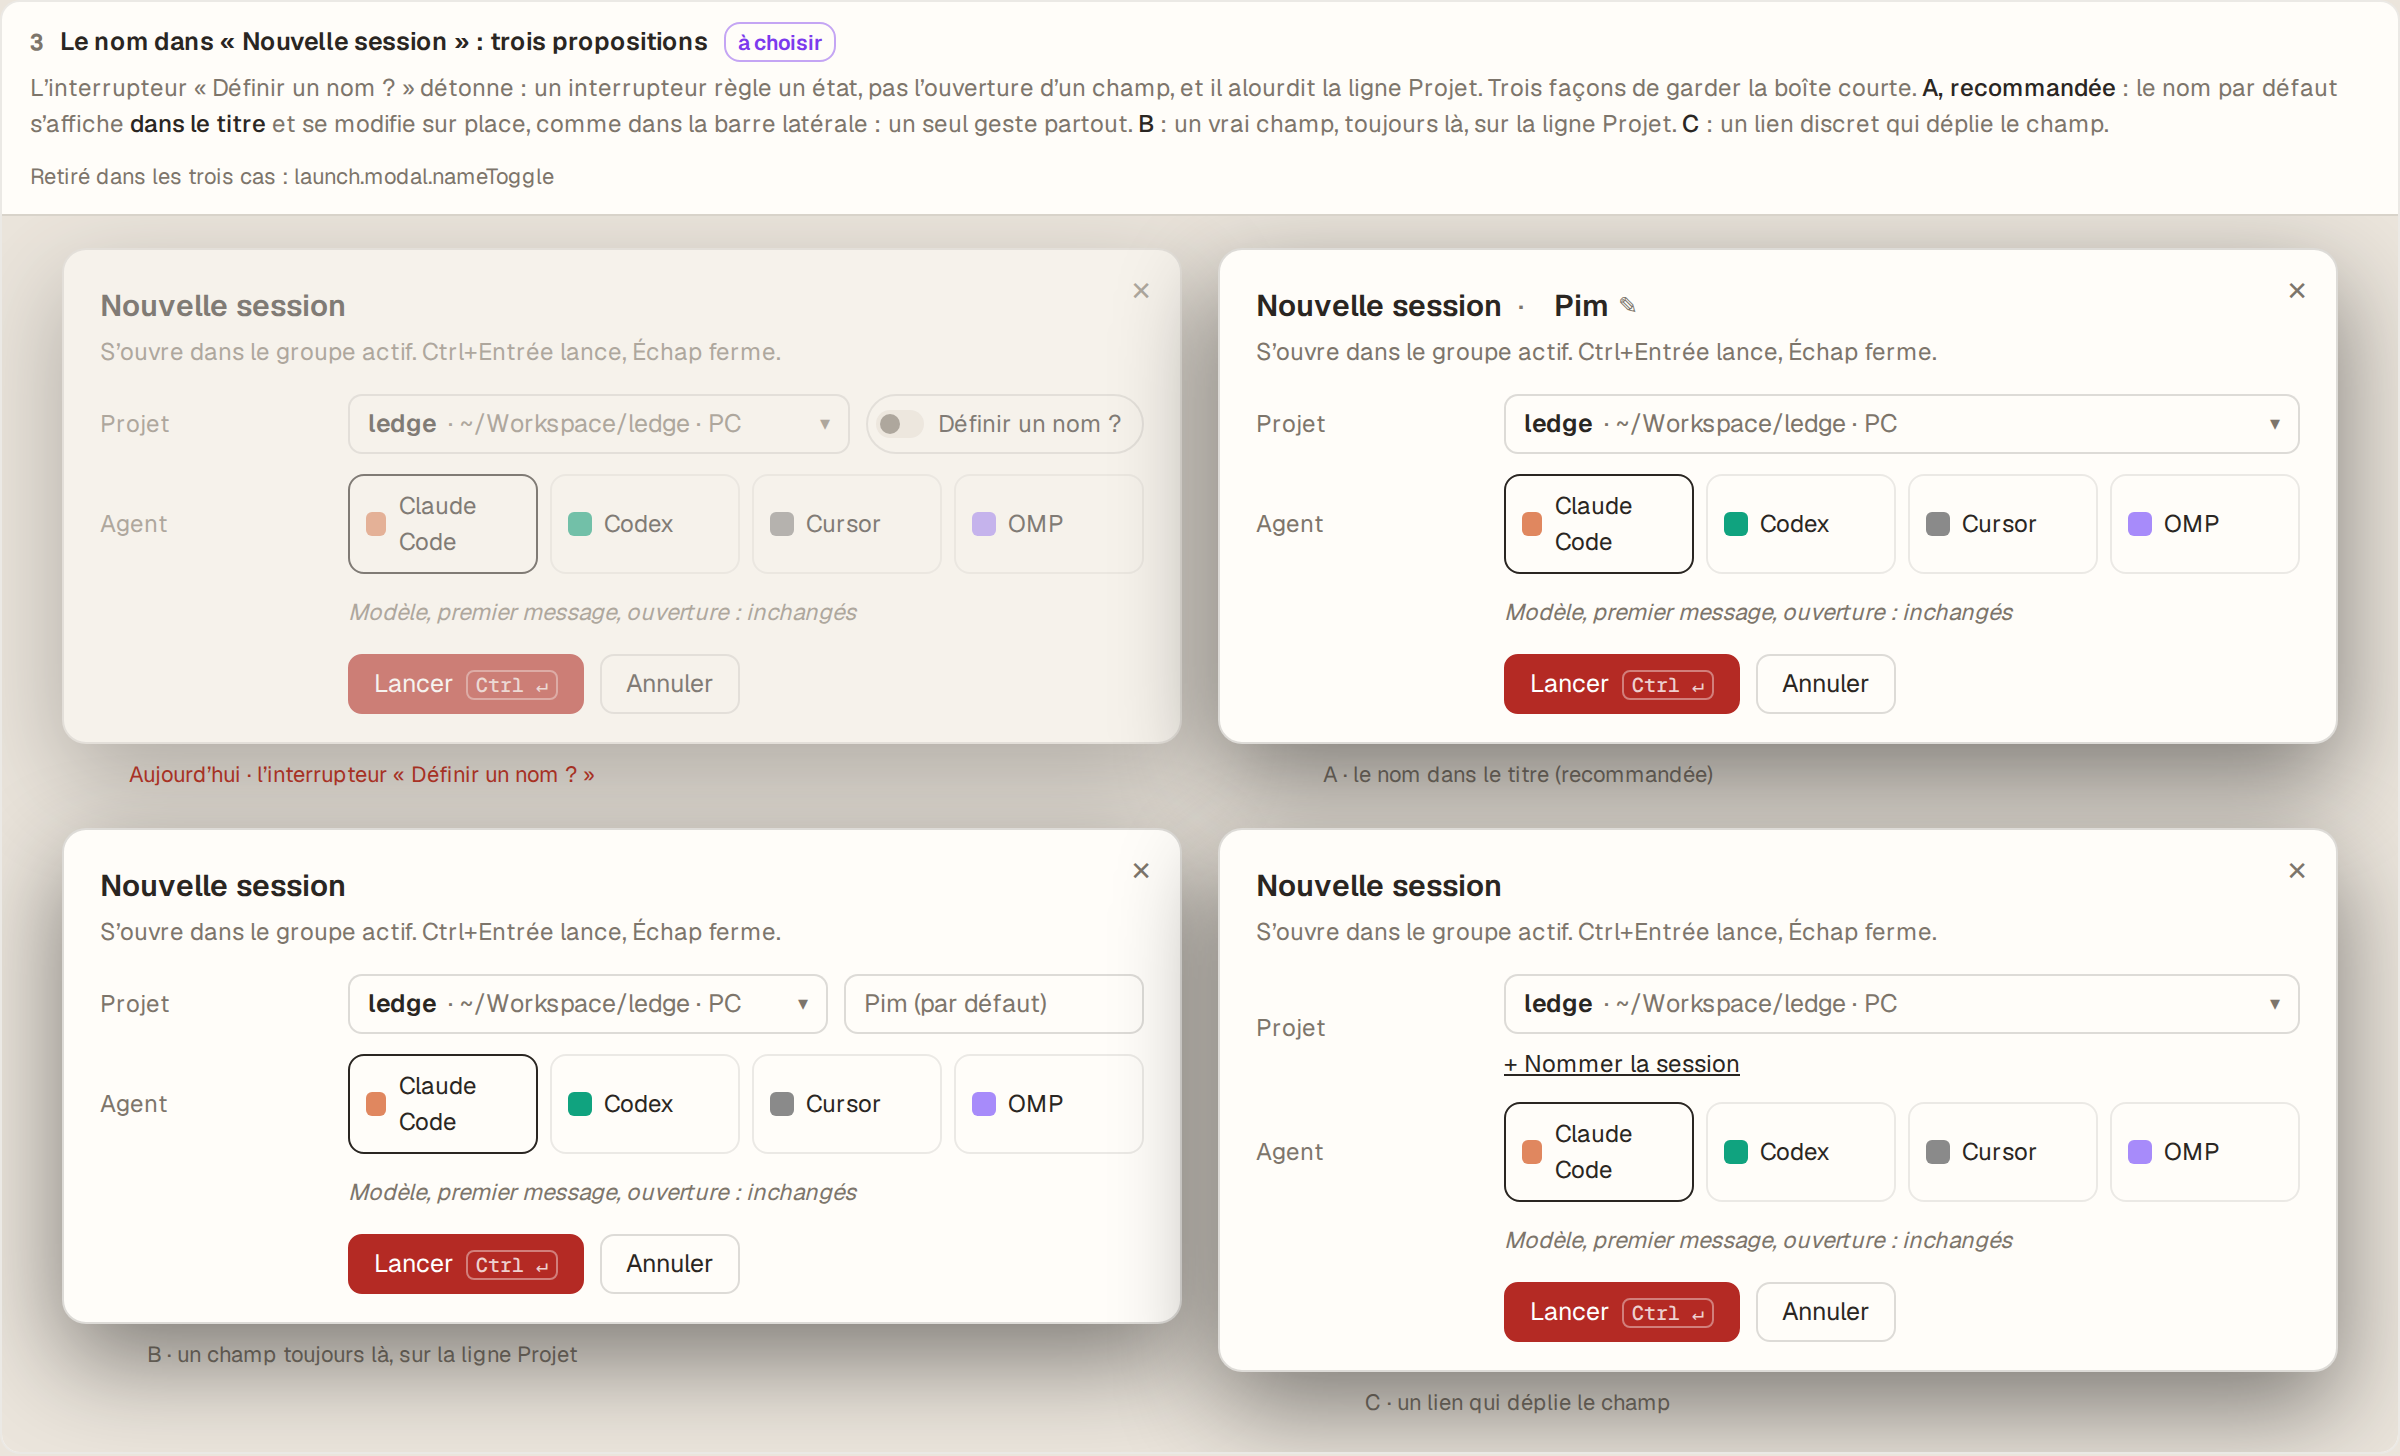 3 Le nom dans « Nouvelle session » : trois propositions à choisir
L’interrupteur « Définir un nom ? » détonne : un interrupteur règle un état, pas l’ouverture d’un champ, et il alourdit la ligne Projet. Trois façons de garder la boîte courte. A, recommandée : le nom par défaut
s’affiche dans le titre et se modifie sur place, comme dans la barre latérale : un seul geste partout. B : un vrai champ, toujours là, sur la ligne Projet. C : un lien discret qui déplie le champ.
Retiré dans les trois cas : launch.modal.nameToggle
Nouvelle session ✕
S’ouvre dans le groupe actif. Ctrl+Entrée lance, Échap ferme.
Projet ledge · ~/Workspace/ledge · PC ▾ Définir un nom ?
Agent Claude Code Codex Cursor OMP
Modèle, premier message, ouverture : inchangés
Lancer Ctrl ↵ Annuler
Aujourd’hui · l’interrupteur « Définir un nom ? »
Nouvelle session · Pim ✎ ✕
S’ouvre dans le groupe actif. Ctrl+Entrée lance, Échap ferme.
Projet ledge · ~/Workspace/ledge · PC ▾
Agent Claude Code Codex Cursor OMP
Modèle, premier message, ouverture : inchangés
Lancer Ctrl ↵ Annuler
A · le nom dans le titre (recommandée)
Nouvelle session ✕
S’ouvre dans le groupe actif. Ctrl+Entrée lance, Échap ferme.
Projet ledge · ~/Workspace/ledge · PC ▾ Pim (par défaut)
Agent Claude Code Codex Cursor OMP
Modèle, premier message, ouverture : inchangés
Lancer Ctrl ↵ Annuler
B · un champ toujours là, sur la ligne Projet
Nouvelle session ✕
S’ouvre dans le groupe actif. Ctrl+Entrée lance, Échap ferme.
Projet ledge · ~/Workspace/ledge · PC ▾
+ Nommer la session
Agent Claude Code Codex Cursor OMP
Modèle, premier message, ouverture : inchangés
Lancer Ctrl ↵ Annuler
C · un lien qui déplie le champ